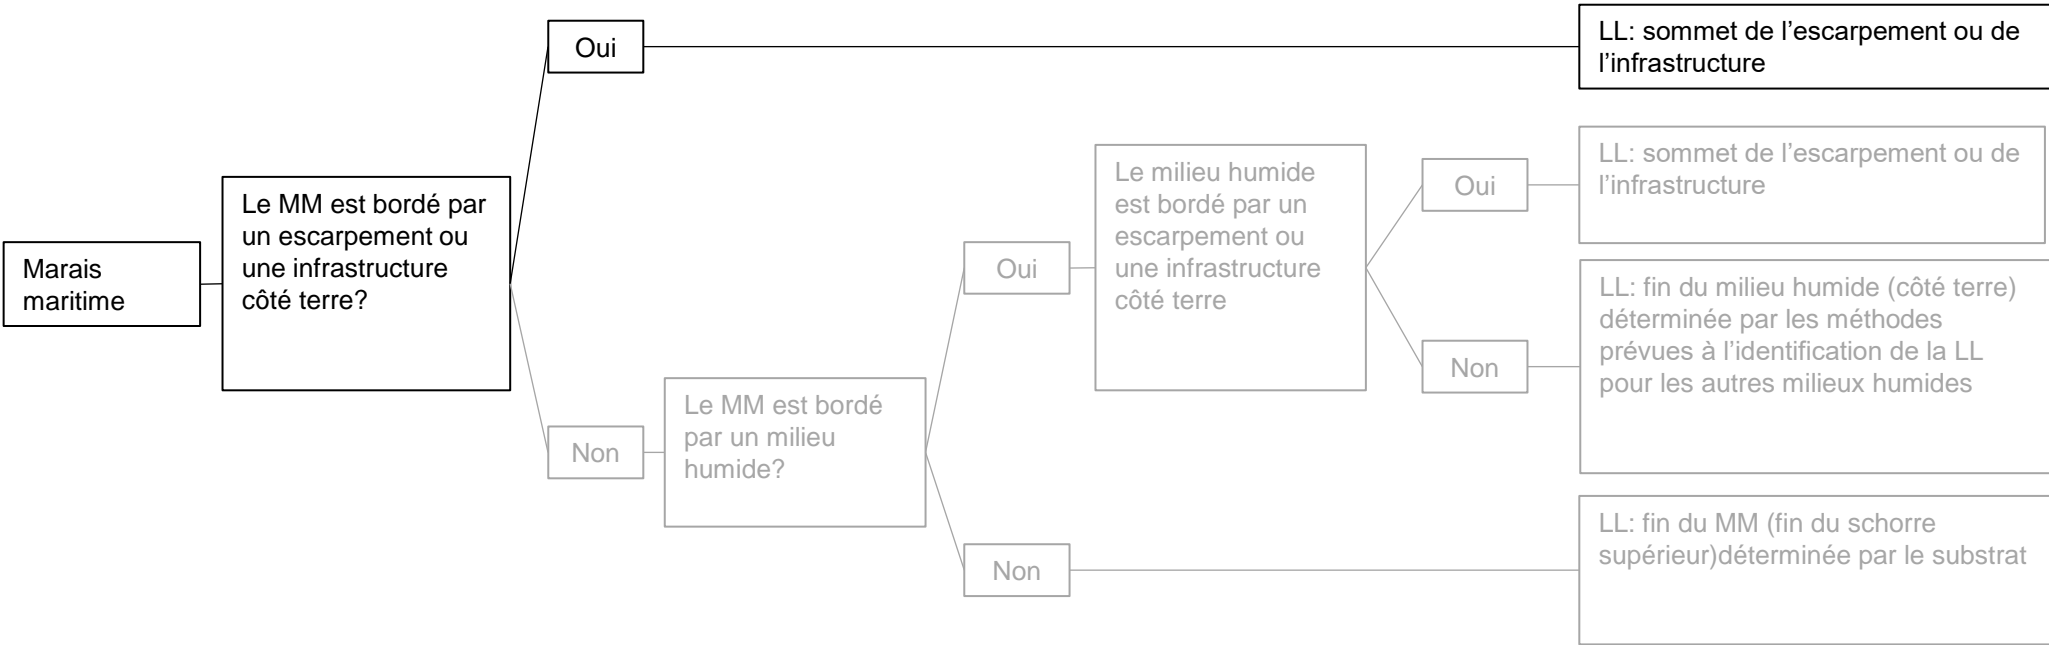 Marais
maritime
Le MM est bordé par
un escarpement ou
une infrastructure
côté terre?
Oui
LL: sommet de l’escarpement ou de
l’infrastructure
Non
Le MM est bordé
par un milieu
humide?
Oui
Le milieu humide
est bordé par un
escarpement ou
une infrastructure
côté terre
Oui
LL: sommet de l’escarpement ou de
l’infrastructure
Non
LL: fin du milieu humide (côté terre)
déterminée par les méthodes
prévues à l’identification de la LL
pour les autres milieux humides
Non
LL: fin du MM (fin du schorre
supérieur)déterminée par le substrat